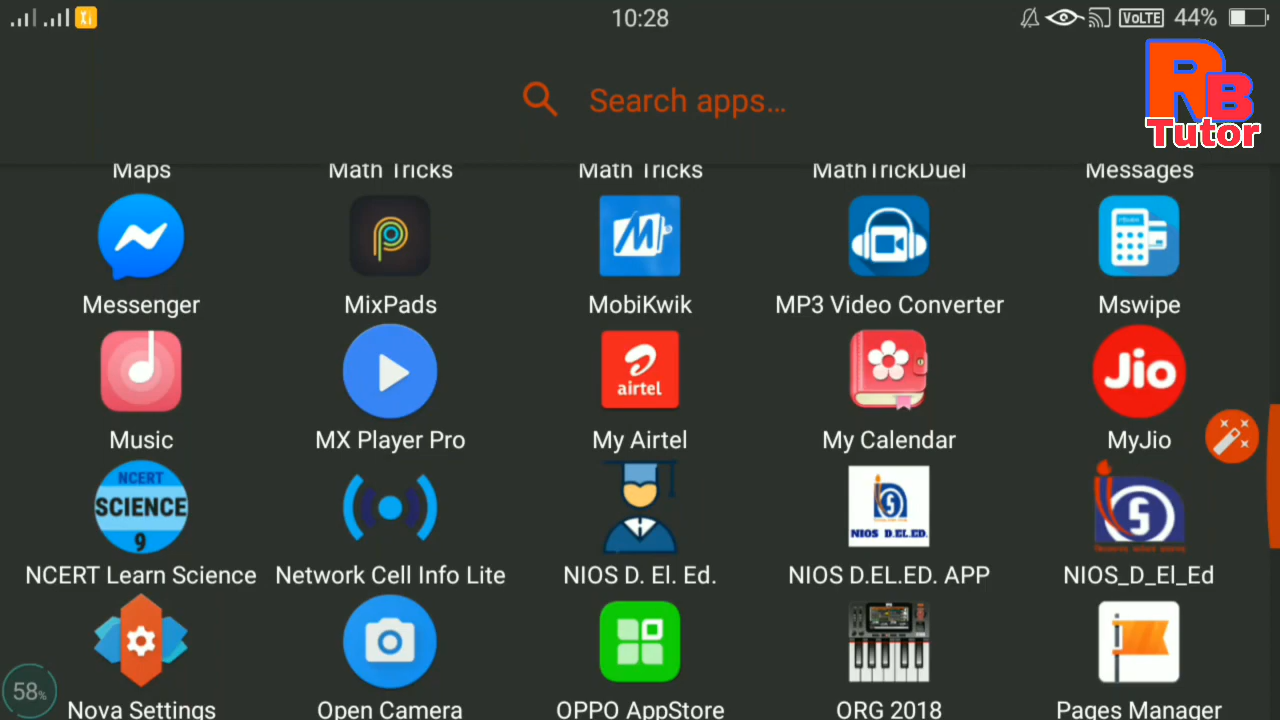 10:28
VoLTE 44%
Search apps...
RB
Tutor
Maps Math Tricks Math Tricks MathTrickDuel Messages
Messenger MixPads MobiKwik MP3 Video Converter Mswipe
airtel
Jio
Music MX Player Pro My Airtel My Calendar MyJio
NCERT
SCIENCE
9
NIOS D.EL.ED.
S
NCERT Learn Science Network Cell Info Lite NIOS D. El. Ed. NIOS D.EL.ED. APP NIOS_D_El_Ed
58%
Nova Settings Open Camera OPPO AppStore ORG 2018 Pages Manager